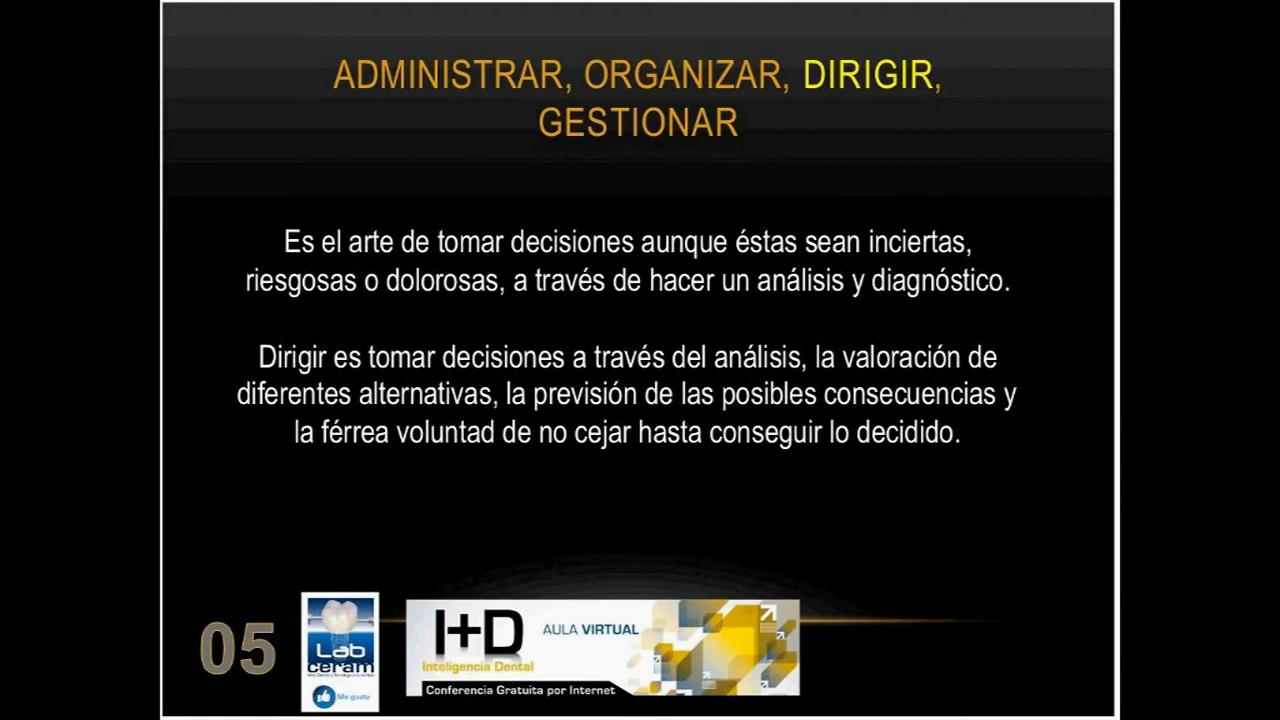 ADMINISTRAR, ORGANIZAR, DIRIGIR,
GESTIONAR
Es el arte de tomar decisiones aunque éstas sean inciertas,
riesgosas o dolorosas, a través de hacer un análisis y diagnóstico.
Dirigir es tomar decisiones a través del análisis, la valoración de
diferentes alternativas, la previsión de las posibles consecuencias y
la férrea voluntad de no cejar hasta conseguir lo decidido.
05
Lab
ceram
Me gusta
I+D
Inteligencia Dental
AULA VIRTUAL
Conferencia Gratuita por Internet